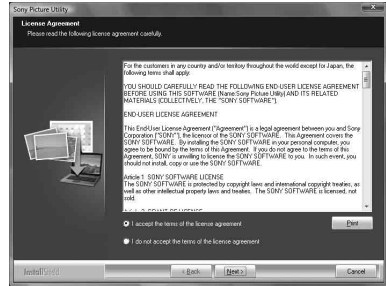 Sony Picture Utility
License Agreement
Please read the following license agreement carefully.
For the customers in any country and/or territory throughout the world except for Japan, the
following terms shall apply:
YOU SHOULD CAREFULLY READ THE FOLLOWING END-USER LICENSE AGREEMENT
BEFORE USING THIS SOFTWARE (Name:Sony Picture Utility) AND ITS RELATED
MATERIALS (COLLECTIVELY, THE "SONY SOFTWARE").
END-USER LICENSE AGREEMENT
This End-User License Agreement ("Agreement") is a legal agreement between you and Sony
Corporation ("SONY"), the licensor of the SONY SOFTWARE. This Agreement covers the
SONY SOFTWARE. By installing the SONY SOFTWARE in your personal computer, you
agree to be bound by the terms of this Agreement. If you do not agree to the terms of this
Agreement, SONY is unwilling to license the SONY SOFTWARE to you. In such event, you
should not install, copy or use the SONY SOFTWARE.
Article 1 SONY SOFTWARE LICENSE
The SONY SOFTWARE is protected by copyright laws and international copyright treaties, as
well as other intellectual property laws and treaties. The SONY SOFTWARE is licensed, not
sold.
I accept the terms of the license agreement
Print
I do not accept the terms of the license agreement
InstallShield
< Back
Next >
Cancel